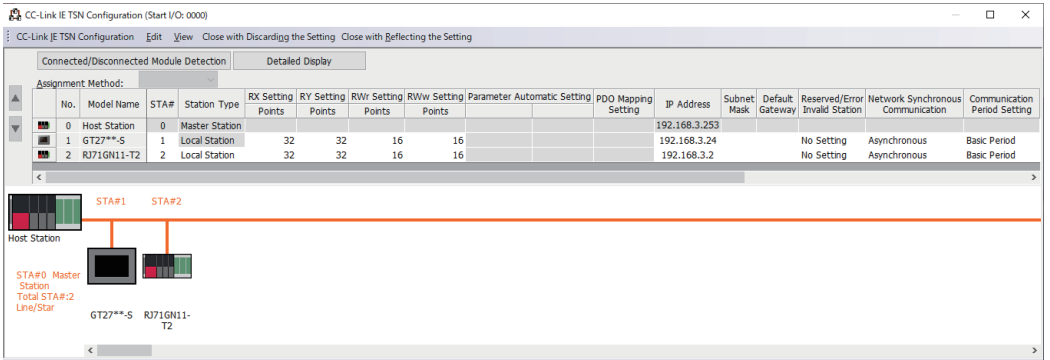 CC-Link IE TSN Configuration (Start I/O: 0000)
CC-Link IE TSN Configuration Edit View Close with Discarding the Setting Close with Reflecting the Setting
Connected/Disconnected Module Detection Detailed Display
Assignment Method:
No. Model Name STA# Station Type RX Setting RY Setting RWr Setting RWw Setting Parameter Automatic Setting PDO Mapping Setting IP Address Subnet Mask Default Gateway Reserved/Error Invalid Station Network Synchronous Communication Communication Period Setting
Points Points Points Points
0 Host Station 0 Master Station 192.168.3.253
1 GT27**-S 1 Local Station 32 32 16 16 192.168.3.24 No Setting Asynchronous Basic Period
2 RJ71GN11-T2 2 Local Station 32 32 16 16 192.168.3.2 No Setting Asynchronous Basic Period
STA#1 STA#2
Host Station
STA#0 Master
Station
Total STA#:2
Line/Star
GT27**-S RJ71GN11-
T2